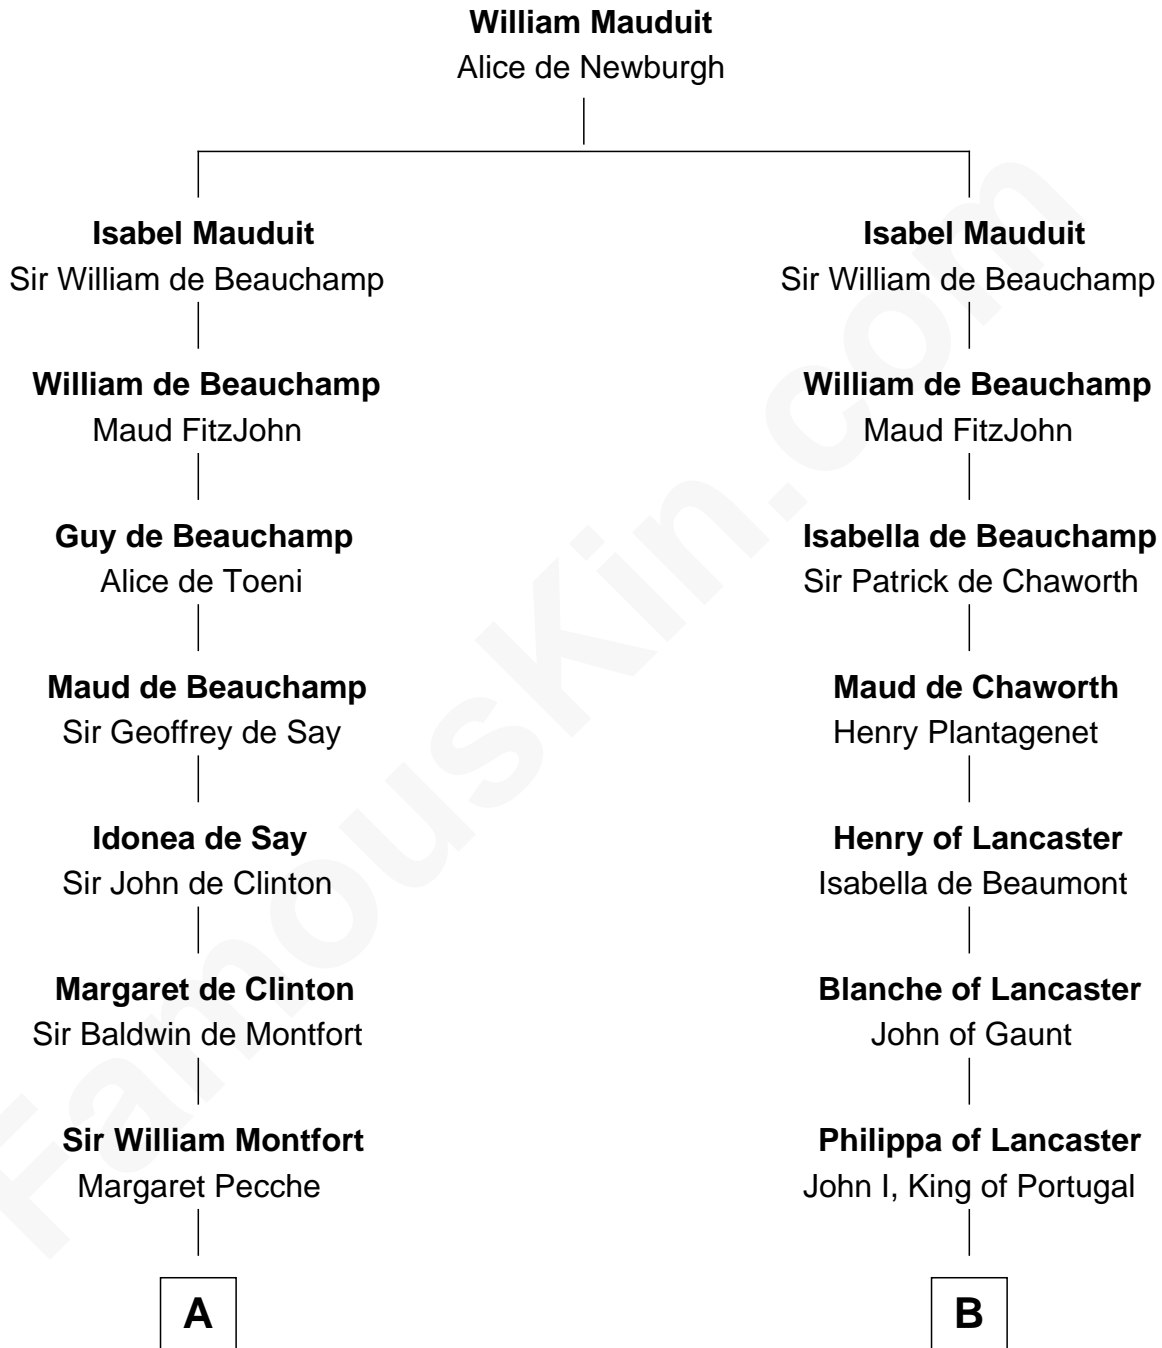 William Mauduit
Alice de Newburgh
Isabel Mauduit
Sir William de Beauchamp
William de Beauchamp
Maud FitzJohn
Guy de Beauchamp
Alice de Toeni
Maud de Beauchamp
Sir Geoffrey de Say
Idonea de Say
Sir John de Clinton
Margaret de Clinton
Sir Baldwin de Montfort
Sir William Montfort
Margaret Pecche
A
Isabel Mauduit
Sir William de Beauchamp
William de Beauchamp
Maud FitzJohn
Isabella de Beauchamp
Sir Patrick de Chaworth
Maud de Chaworth
Henry Plantagenet
Henry of Lancaster
Isabella de Beaumont
Blanche of Lancaster
John of Gaunt
Philippa of Lancaster
John I, King of Portugal
B
FamousKin.com